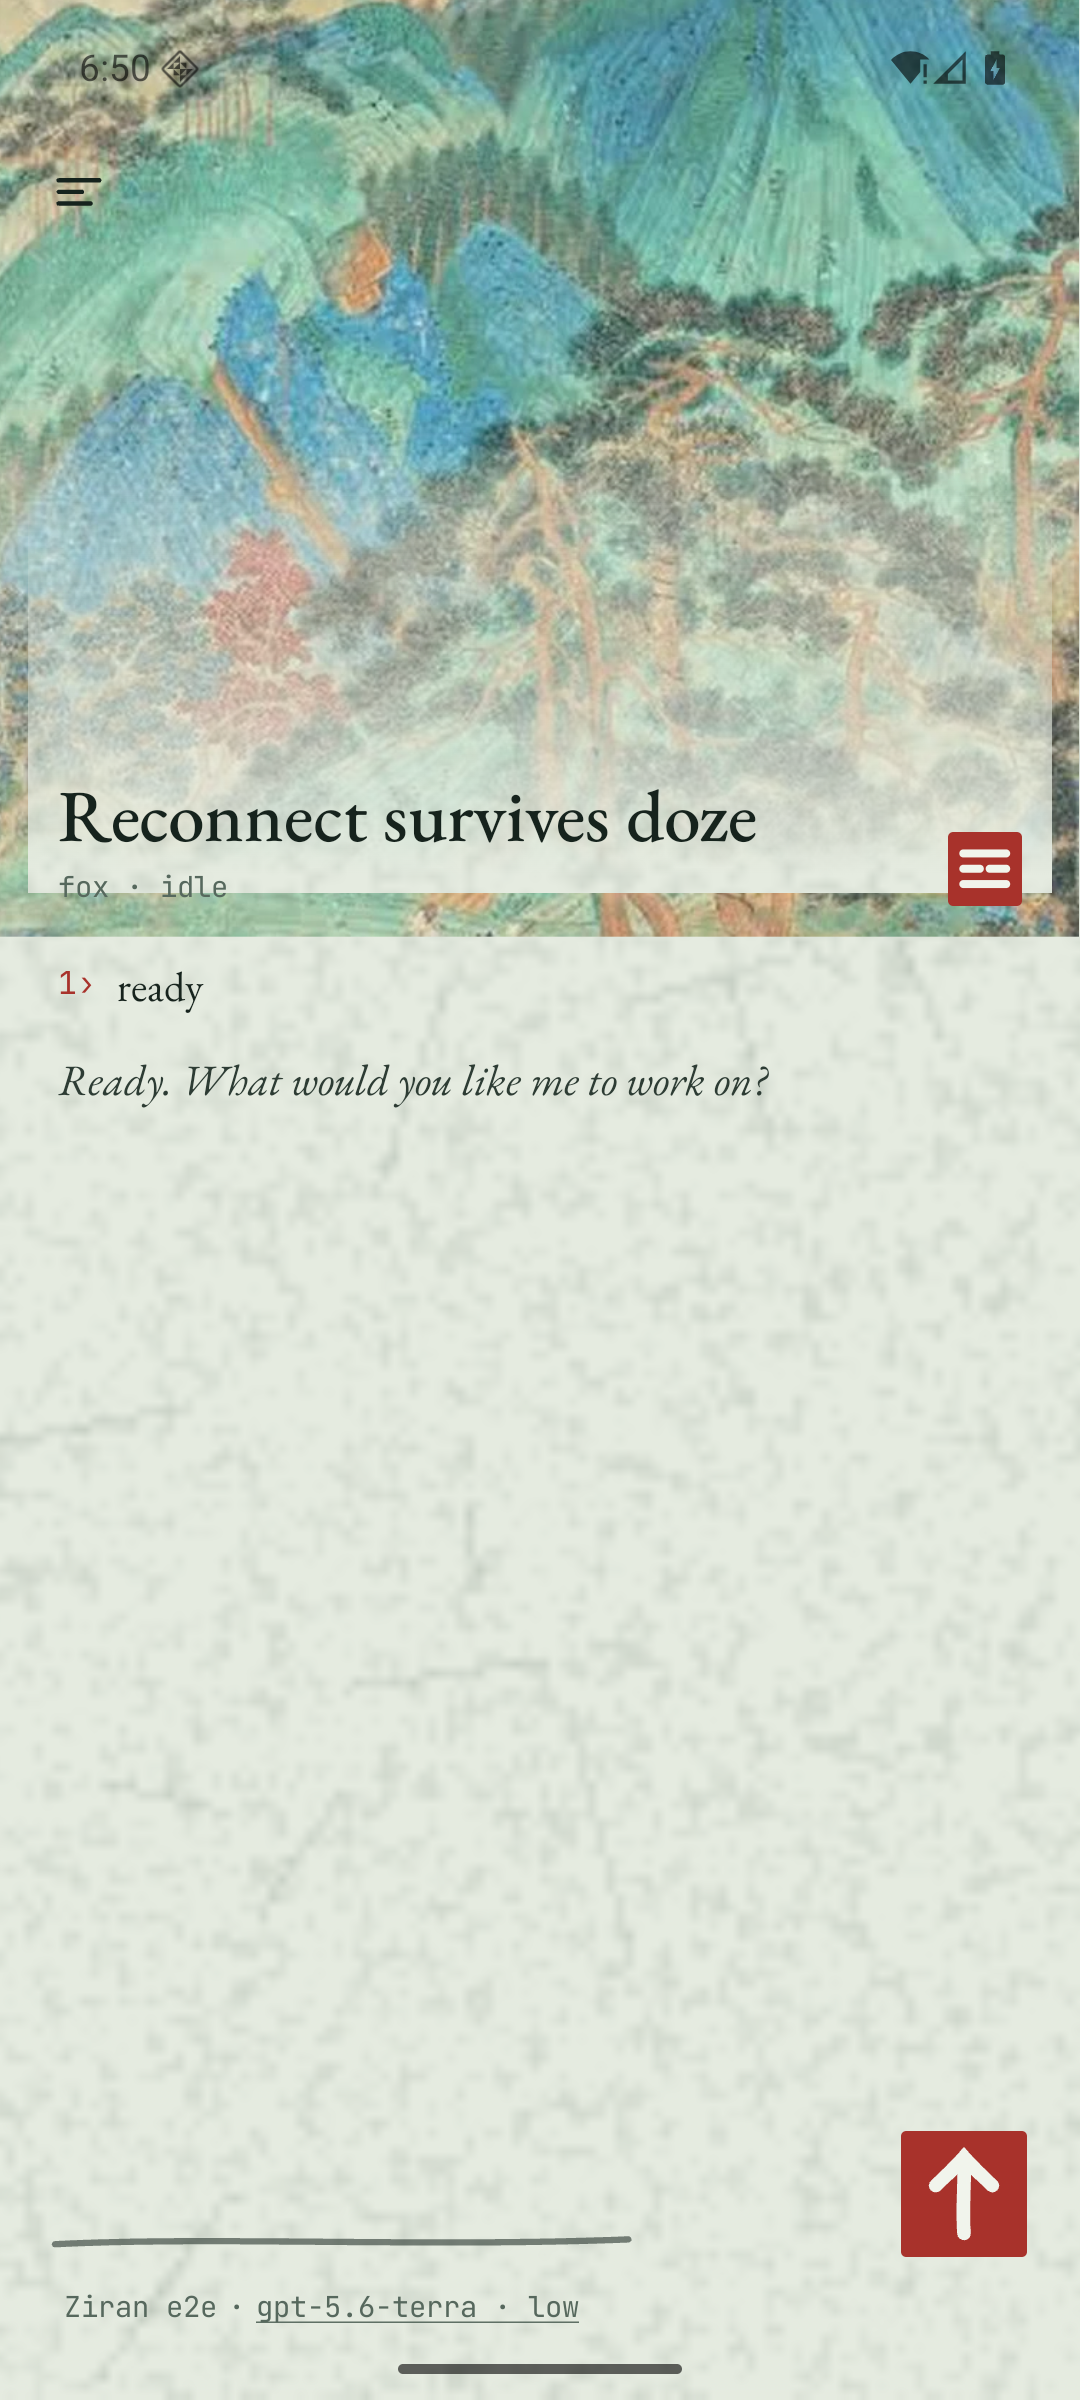 6:50
Reconnect survives doze
fox · idle
1› ready
Ready. What would you like me to work on?
Ziran e2e · gpt-5.6-terra · low